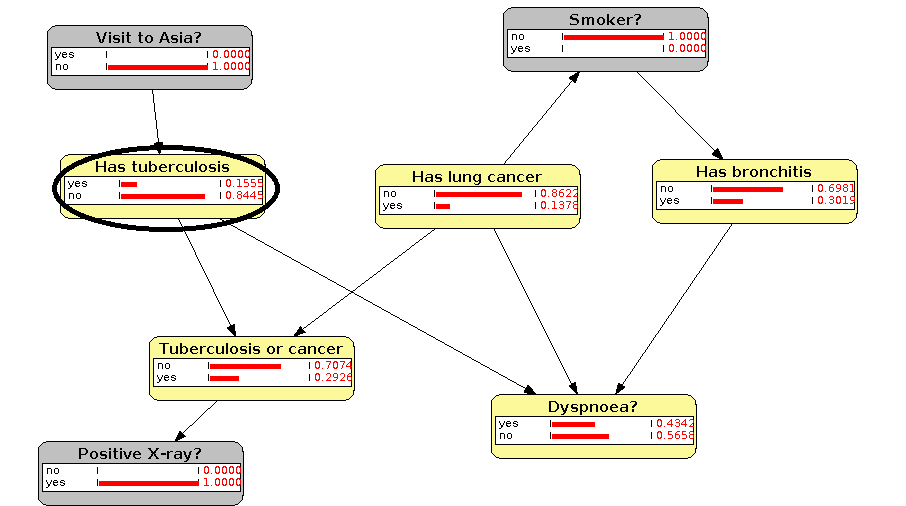 Visit to Asia?
yes 0.0000
no 1.0000
Smoker?
no 1.0000
yes 0.0000
Has tuberculosis
yes 0.1555
no 0.8445
Has lung cancer
no 0.8622
yes 0.1378
Has bronchitis
no 0.6981
yes 0.3019
Tuberculosis or cancer
no 0.7074
yes 0.2926
Dyspnoea?
yes 0.4342
no 0.5658
Positive X-ray?
no 0.0000
yes 1.0000